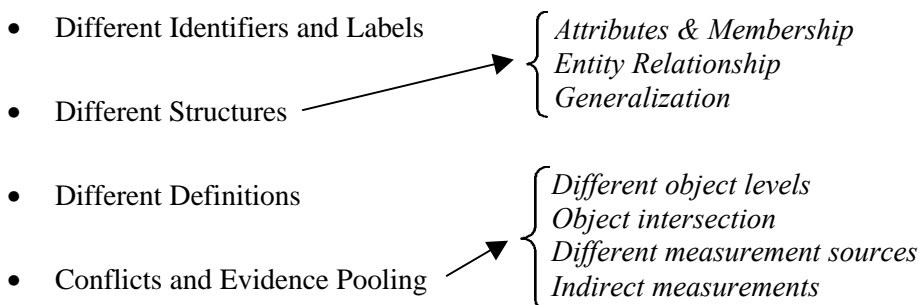 • Different Identifiers and Labels
• Different Structures
Attributes & Membership
Entity Relationship
Generalization
• Different Definitions
• Conflicts and Evidence Pooling
Different object levels
Object intersection
Different measurement sources
Indirect measurements